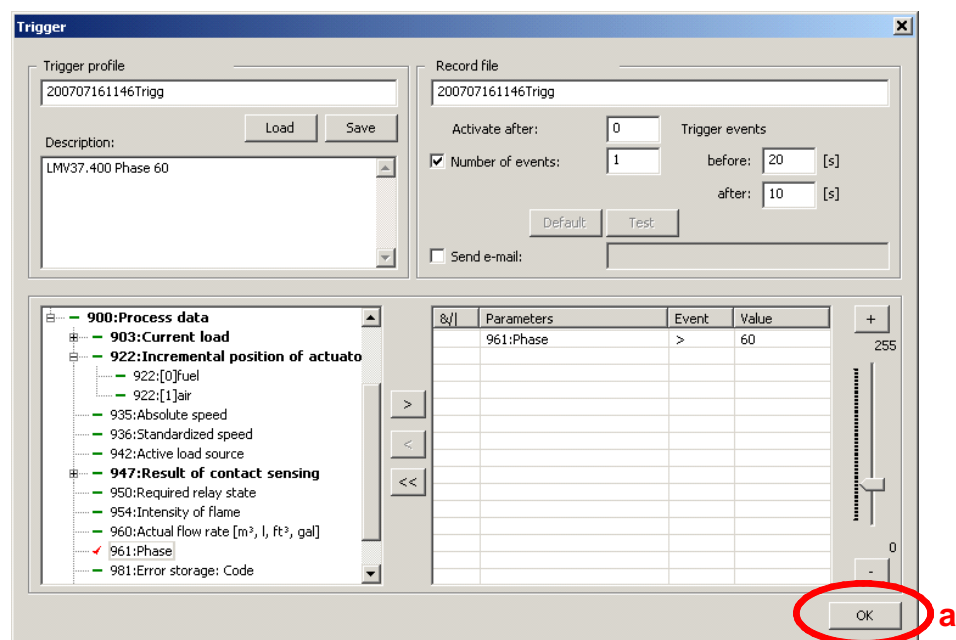 Trigger
Trigger profile
200707161146Trigg
Load Save
Description:
LMV37.400 Phase 60
Record file
200707161146Trigg
Activate after: 0 Trigger events
Number of events: 1 before: 20 [s]
after: 10 [s]
Default Test
Send e-mail:
900:Process data
903:Current load
922:Incremental position of actuato
922:[0]fuel
922:[1]air
935:Absolute speed
936:Standardized speed
942:Active load source
947:Result of contact sensing
950:Required relay state
954:Intensity of flame
960:Actual flow rate [m³, l, ft³, gal]
961:Phase
981:Error storage: Code
>
<
<<
&/| Parameters Event Value
961:Phase > 60
+
255
0
-
OK
a